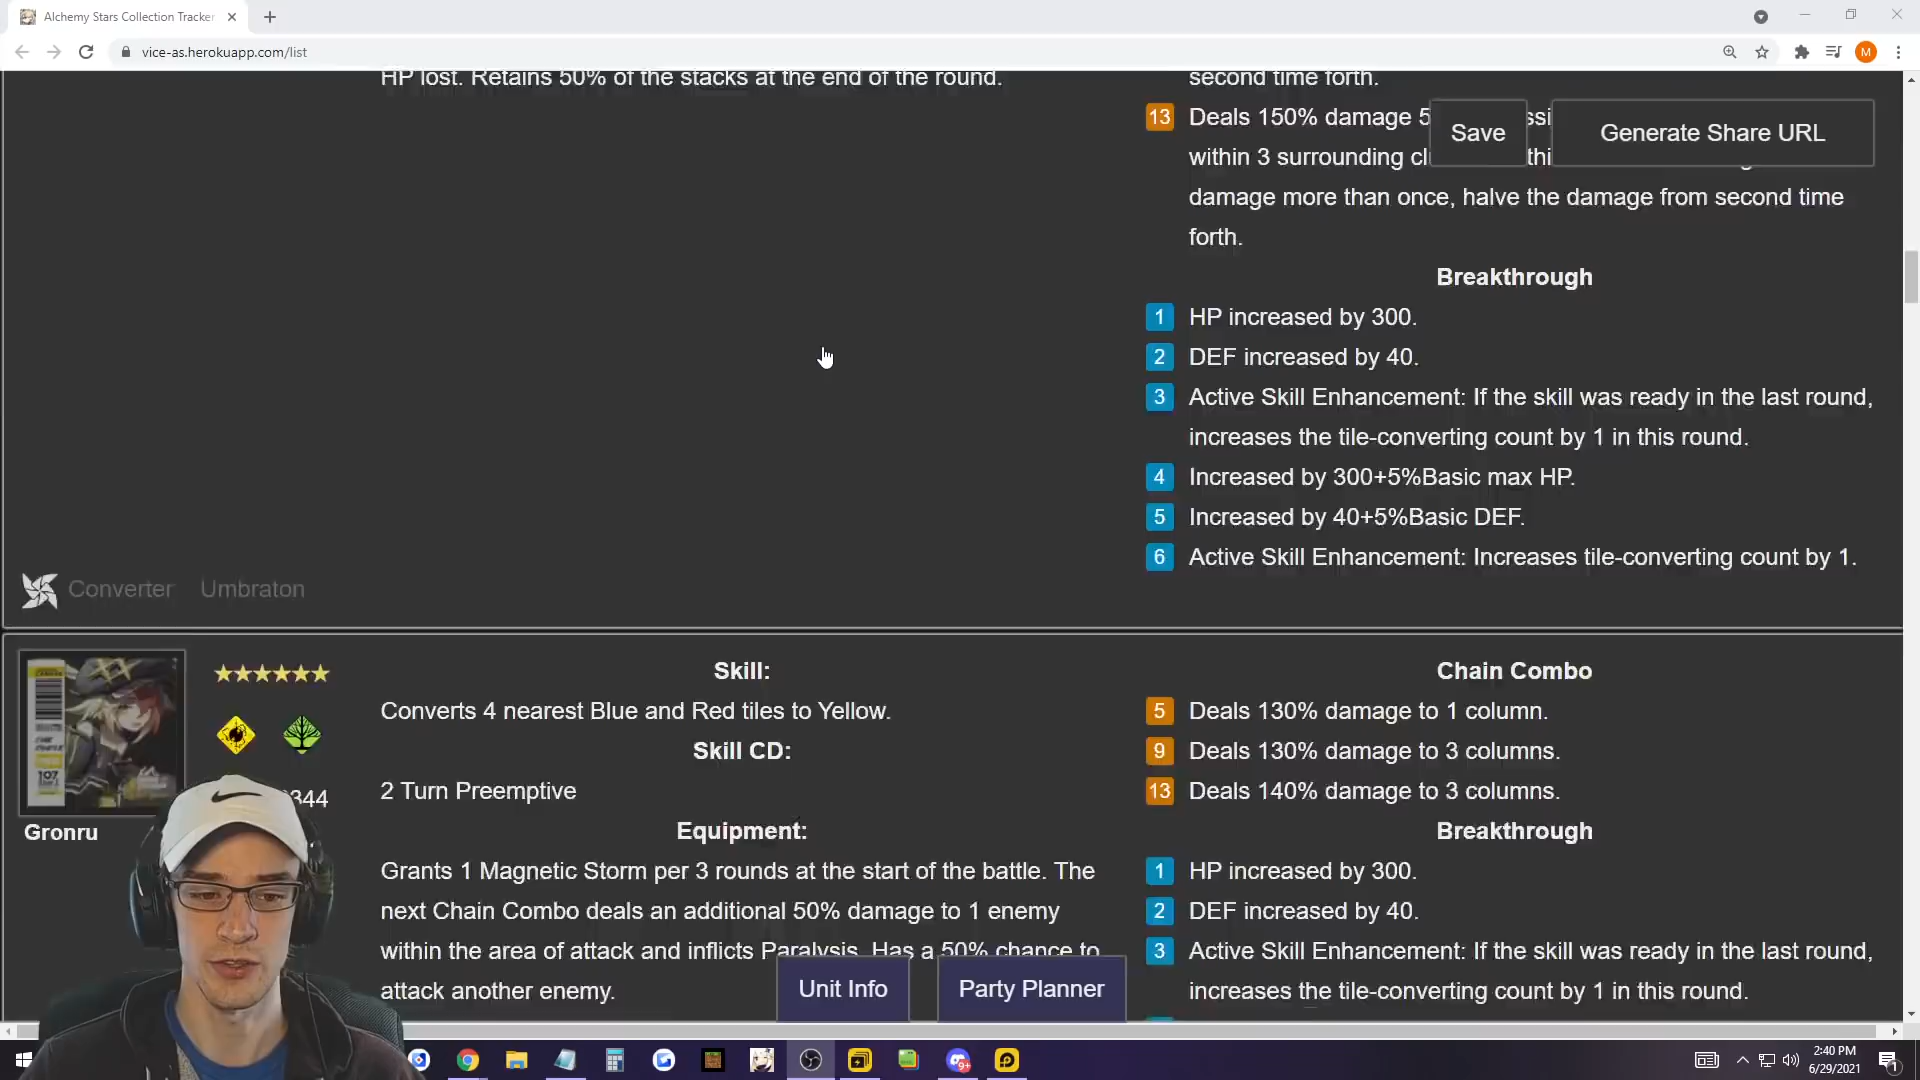 Alchemy Stars Collection Tracker
vice-as.herokuapp.com/list
M
HP lost. Retains 50% of the stacks at the end of the round.
second time forth.
13 Deals 150% damage 5
within 3 surrounding
damage more than once, halve the damage from second time
forth.
Save
Generate Share URL
Breakthrough
1 HP increased by 300.
2 DEF increased by 40.
3 Active Skill Enhancement: If the skill was ready in the last round,
increases the tile-converting count by 1 in this round.
4 Increased by 300+5%Basic max HP.
5 Increased by 40+5%Basic DEF.
6 Active Skill Enhancement: Increases tile-converting count by 1.
Converter Umbraton
107
344
Gronru
Skill:
Converts 4 nearest Blue and Red tiles to Yellow.
Skill CD:
2 Turn Preemptive
Equipment:
Grants 1 Magnetic Storm per 3 rounds at the start of the battle. The
next Chain Combo deals an additional 50% damage to 1 enemy
within the area of attack and inflicts Paralysis. Has a 50% chance to
attack another enemy.
Chain Combo
5 Deals 130% damage to 1 column.
9 Deals 130% damage to 3 columns.
13 Deals 140% damage to 3 columns.
Breakthrough
1 HP increased by 300.
2 DEF increased by 40.
3 Active Skill Enhancement: If the skill was ready in the last round,
increases the tile-converting count by 1 in this round.
Unit Info
Party Planner
9+
2:40 PM
6/29/2021
1